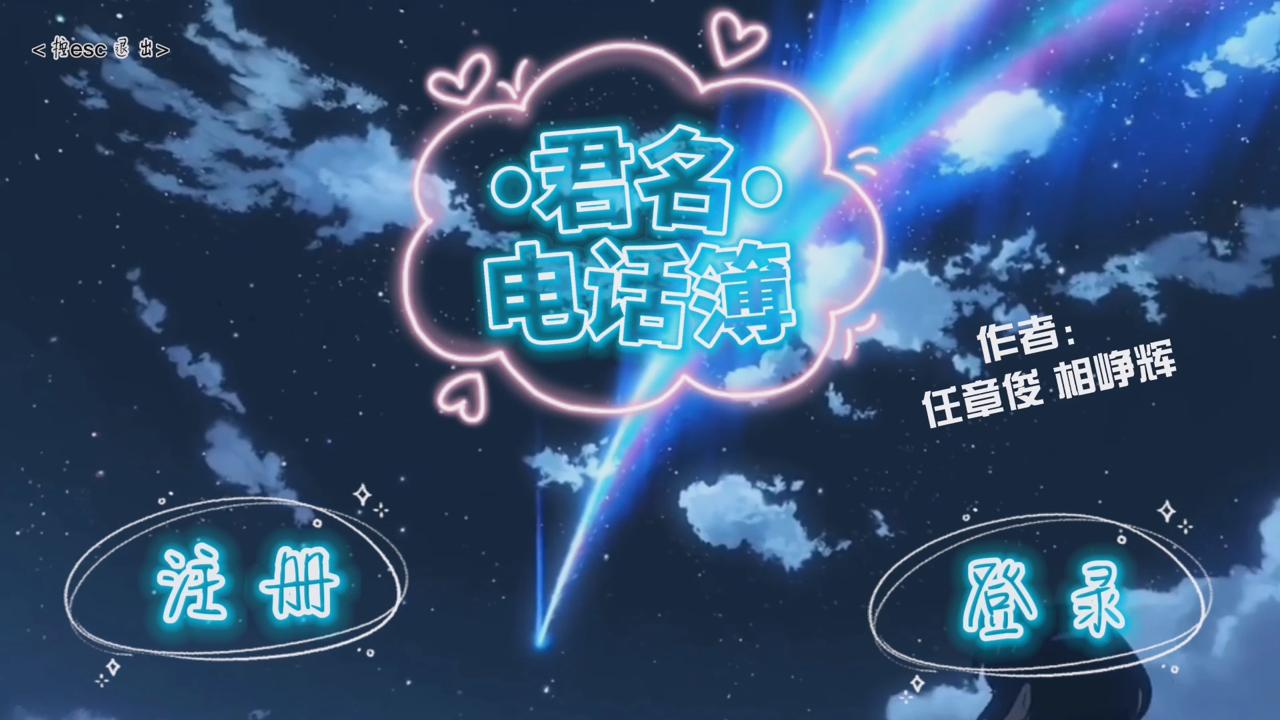 <按esc退出>
·君名·
电话簿
作者：
任章俊 相峥辉
注册
登录